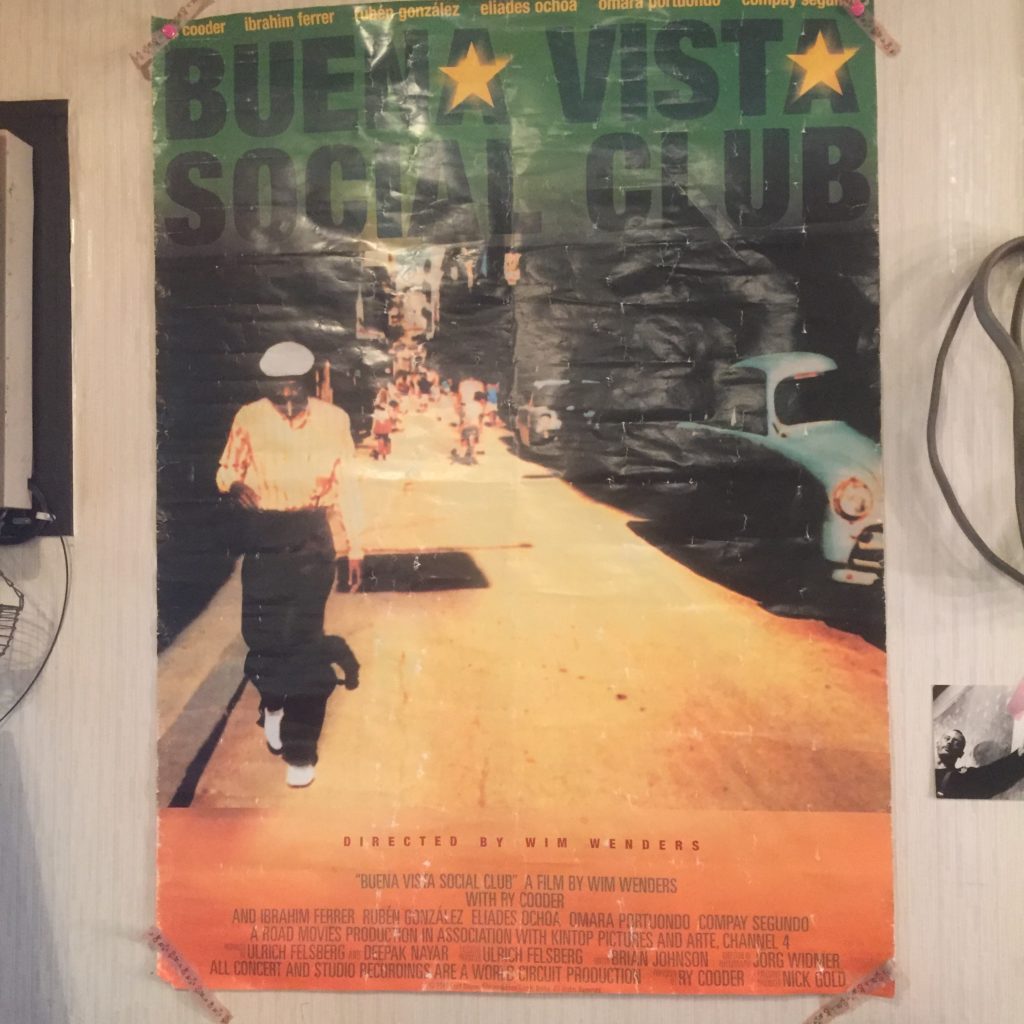 cooder ibrahim ferrer rubén gonzález eliades ochoa omara portuondo compay segundo
BUENA VISTA
SOCIAL CLUB
DIRECTED BY WIM WENDERS
"BUENA VISTA SOCIAL CLUB" A FILM BY WIM WENDERS
WITH RY COODER
AND IBRAHIM FERRER RUBÉN GONZÁLEZ ELIADES OCHOA OMARA PORTUONDO COMPAY SEGUNDO
A ROAD MOVIES PRODUCTION IN ASSOCIATION WITH KINTOP PICTURES AND ARTE, CHANNEL 4
ULRICH FELSBERG AND DEEPAK NAYAR ULRICH FELSBERG BRIAN JOHNSON JÖRG WIDMER
ALL CONCERT AND STUDIO RECORDINGS ARE A WORLD CIRCUIT PRODUCTION RY COODER NICK GOLD